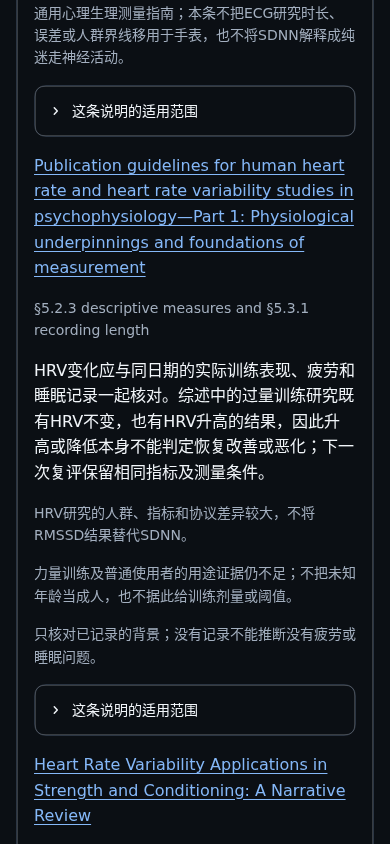 通用心理生理测量指南；本条不把ECG研究时长、
误差或人群界线移用于手表，也不将SDNN解释成纯
迷走神经活动。
这条说明的适用范围
Publication guidelines for human heart
rate and heart rate variability studies in
psychophysiology—Part 1: Physiological
underpinnings and foundations of
measurement
§5.2.3 descriptive measures and §5.3.1
recording length
HRV变化应与同日期的实际训练表现、疲劳和
睡眠记录一起核对。综述中的过量训练研究既
有HRV不变，也有HRV升高的结果，因此升
高或降低本身不能判定恢复改善或恶化；下一
次复评保留相同指标及测量条件。
HRV研究的人群、指标和协议差异较大，不将
RMSSD结果替代SDNN。
力量训练及普通使用者的用途证据仍不足；不把未知
年龄当成人，也不据此给训练剂量或阈值。
只核对已记录的背景；没有记录不能推断没有疲劳或
睡眠问题。
这条说明的适用范围
Heart Rate Variability Applications in
Strength and Conditioning: A Narrative
Review